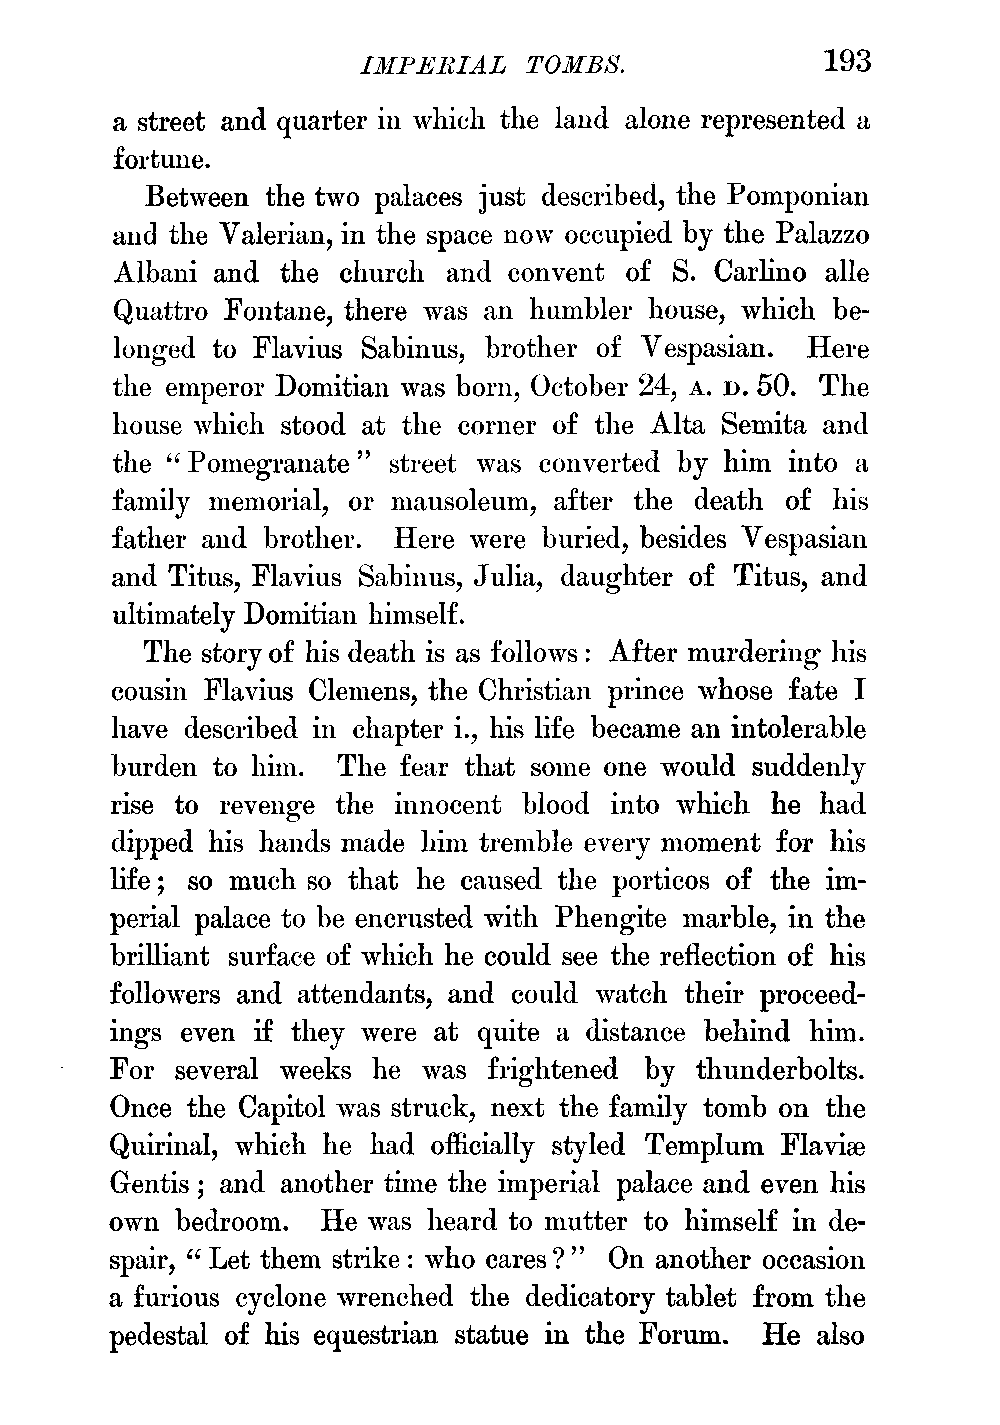 IMPERIAL TOMBS. 193
a street and quarter in which the land alone represented a
fortune.
Between the two palaces just described, the Pomponian
and the Valerian, in the space now occupied by the Palazzo
Albani and the church and convent of S. Carlino alle
Quattro Fontane, there was an humbler house, which be-
longed to Flavius Sabinus, brother of Vespasian. Here
the emperor Domitian was born, October 24, A. D. 50. The
house which stood at the corner of the Alta Semita and
the “Pomegranate” street was converted by him into a
family memorial, or mausoleum, after the death of his
father and brother. Here were buried, besides Vespasian
and Titus, Flavius Sabinus, Julia, daughter of Titus, and
ultimately Domitian himself.
The story of his death is as follows: After murdering his
cousin Flavius Clemens, the Christian prince whose fate I
have described in chapter i., his life became an intolerable
burden to him. The fear that some one would suddenly
rise to revenge the innocent blood into which he had
dipped his hands made him tremble every moment for his
life; so much so that he caused the porticos of the im-
perial palace to be encrusted with Phengite marble, in the
brilliant surface of which he could see the reflection of his
followers and attendants, and could watch their proceed-
ings even if they were at quite a distance behind him.
For several weeks he was frightened by thunderbolts.
Once the Capitol was struck, next the family tomb on the
Quirinal, which he had officially styled Templum Flaviæ
Gentis; and another time the imperial palace and even his
own bedroom. He was heard to mutter to himself in de-
spair, “Let them strike: who cares?” On another occasion
a furious cyclone wrenched the dedicatory tablet from the
pedestal of his equestrian statue in the Forum. He also